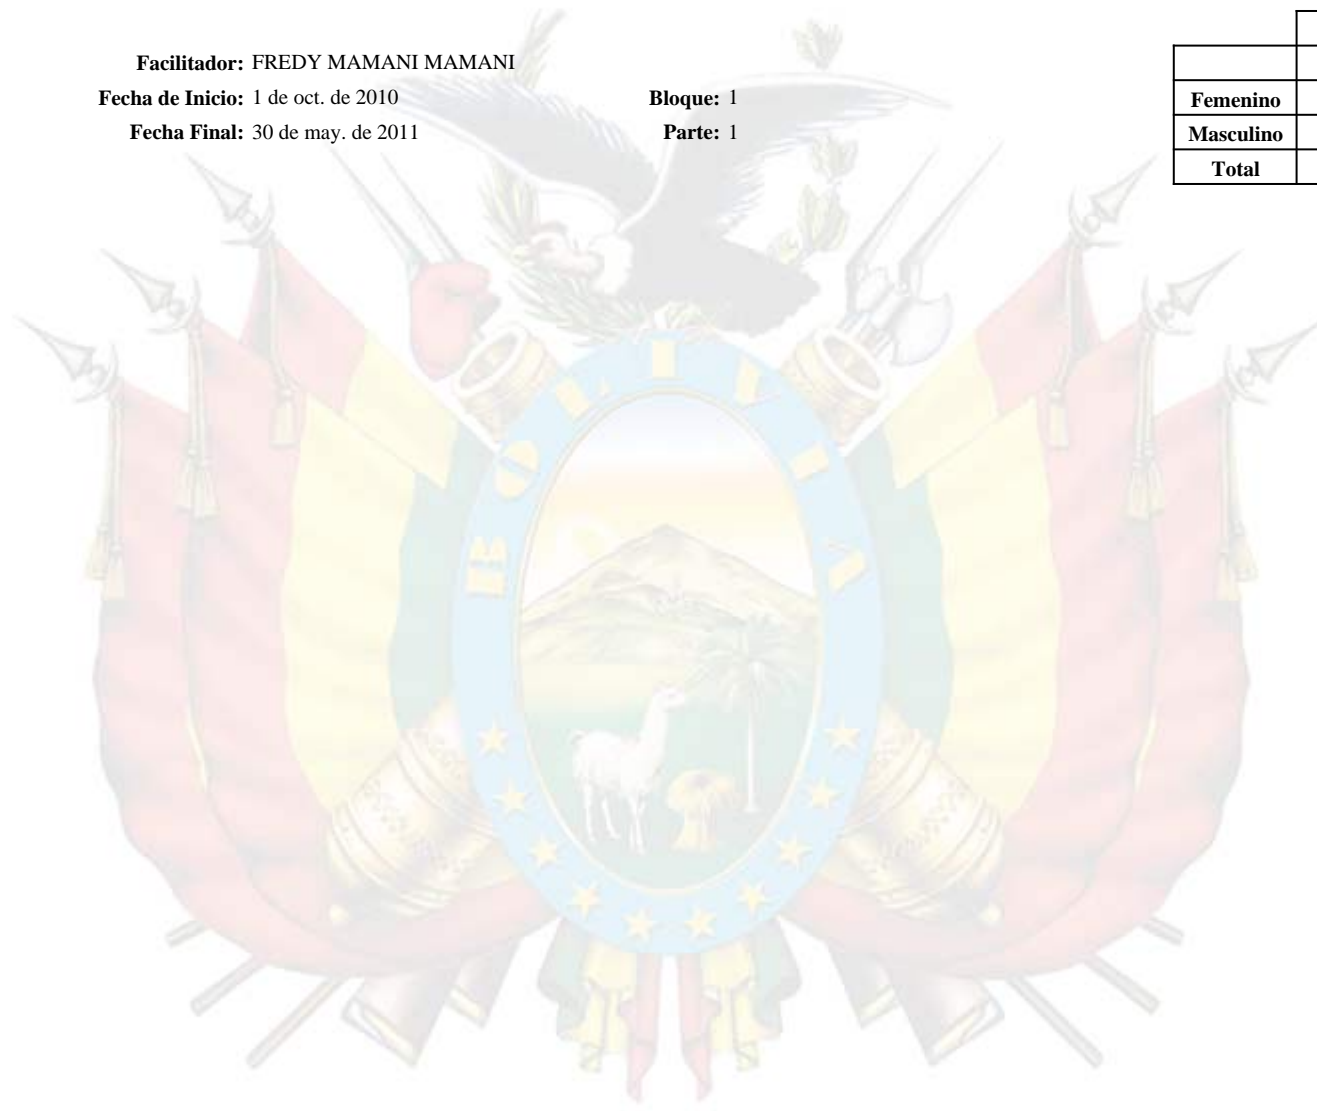 Facilitador: FREDY MAMANI MAMANI
Fecha de Inicio: 1 de oct. de 2010 Bloque: 1
Fecha Final: 30 de may. de 2011 Parte: 1
Femenino
Masculino
Total
BOLIVIA